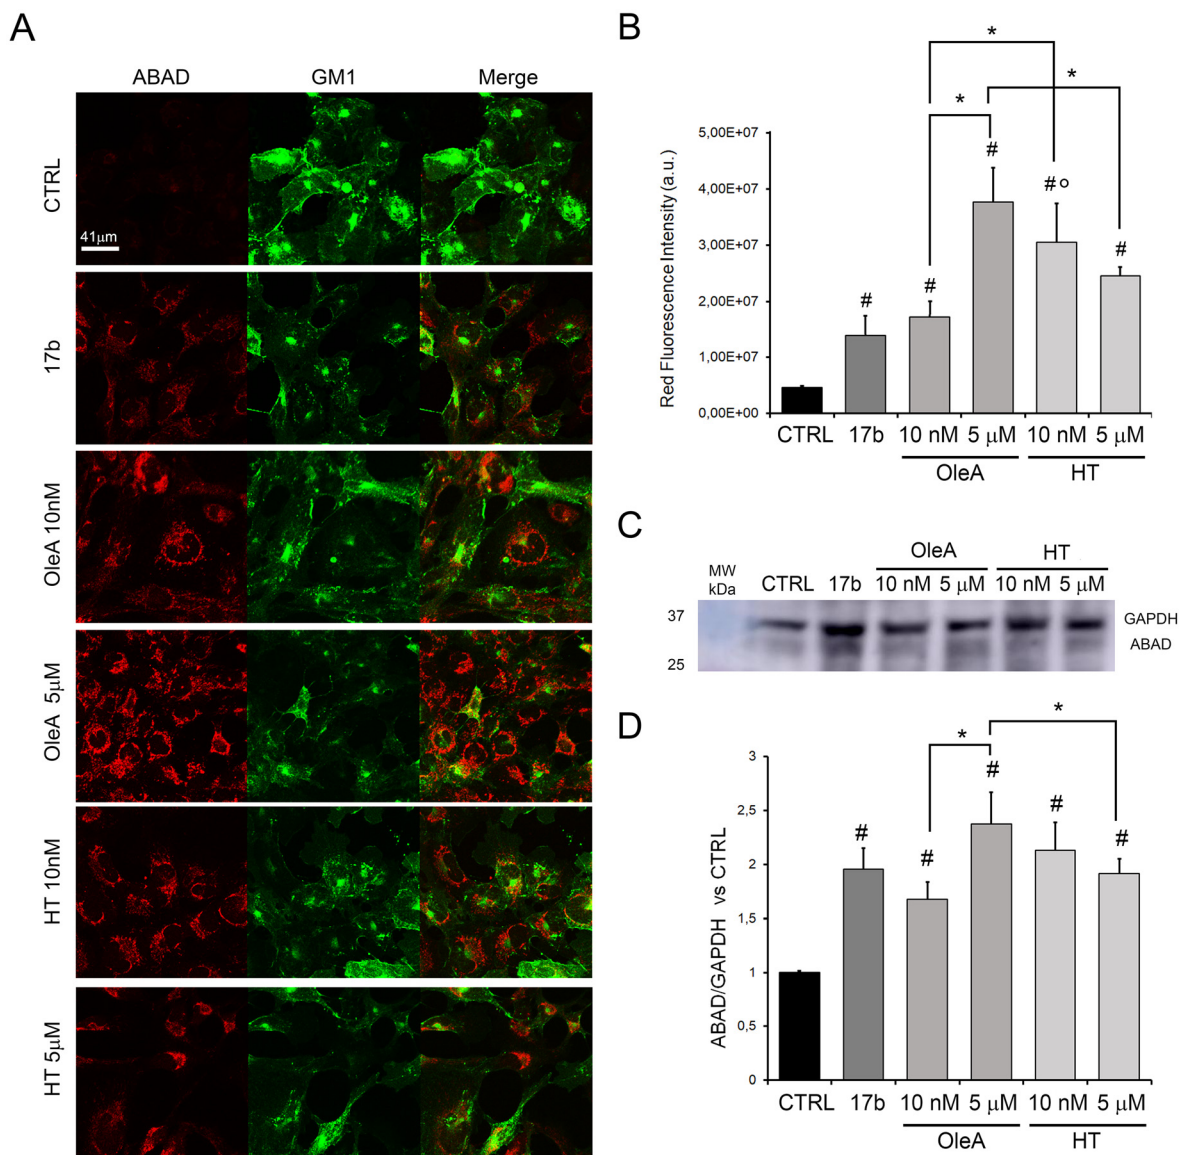 A
ABAD GM1 Merge
CTRL
41μm
17b
OleA 10nM
OleA 5μM
HT 10nM
HT 5μM
B
* 
* *
Red Fluorescence Intensity (a.u.)
5,00E+07
4,00E+07
3,00E+07
2,00E+07
1,00E+07
0,00E+00
# # # #° #
CTRL 17b 10 nM 5 μM 10 nM 5 μM
OleA HT
C
OleA HT
MW kDa CTRL 17b 10 nM 5 μM 10 nM 5 μM
37 GAPDH
ABAD
25
D
* *
ABAD/GAPDH vs CTRL
3
2,5
2
1,5
1
0,5
0
# # # # #
CTRL 17b 10 nM 5 μM 10 nM 5 μM
OleA HT